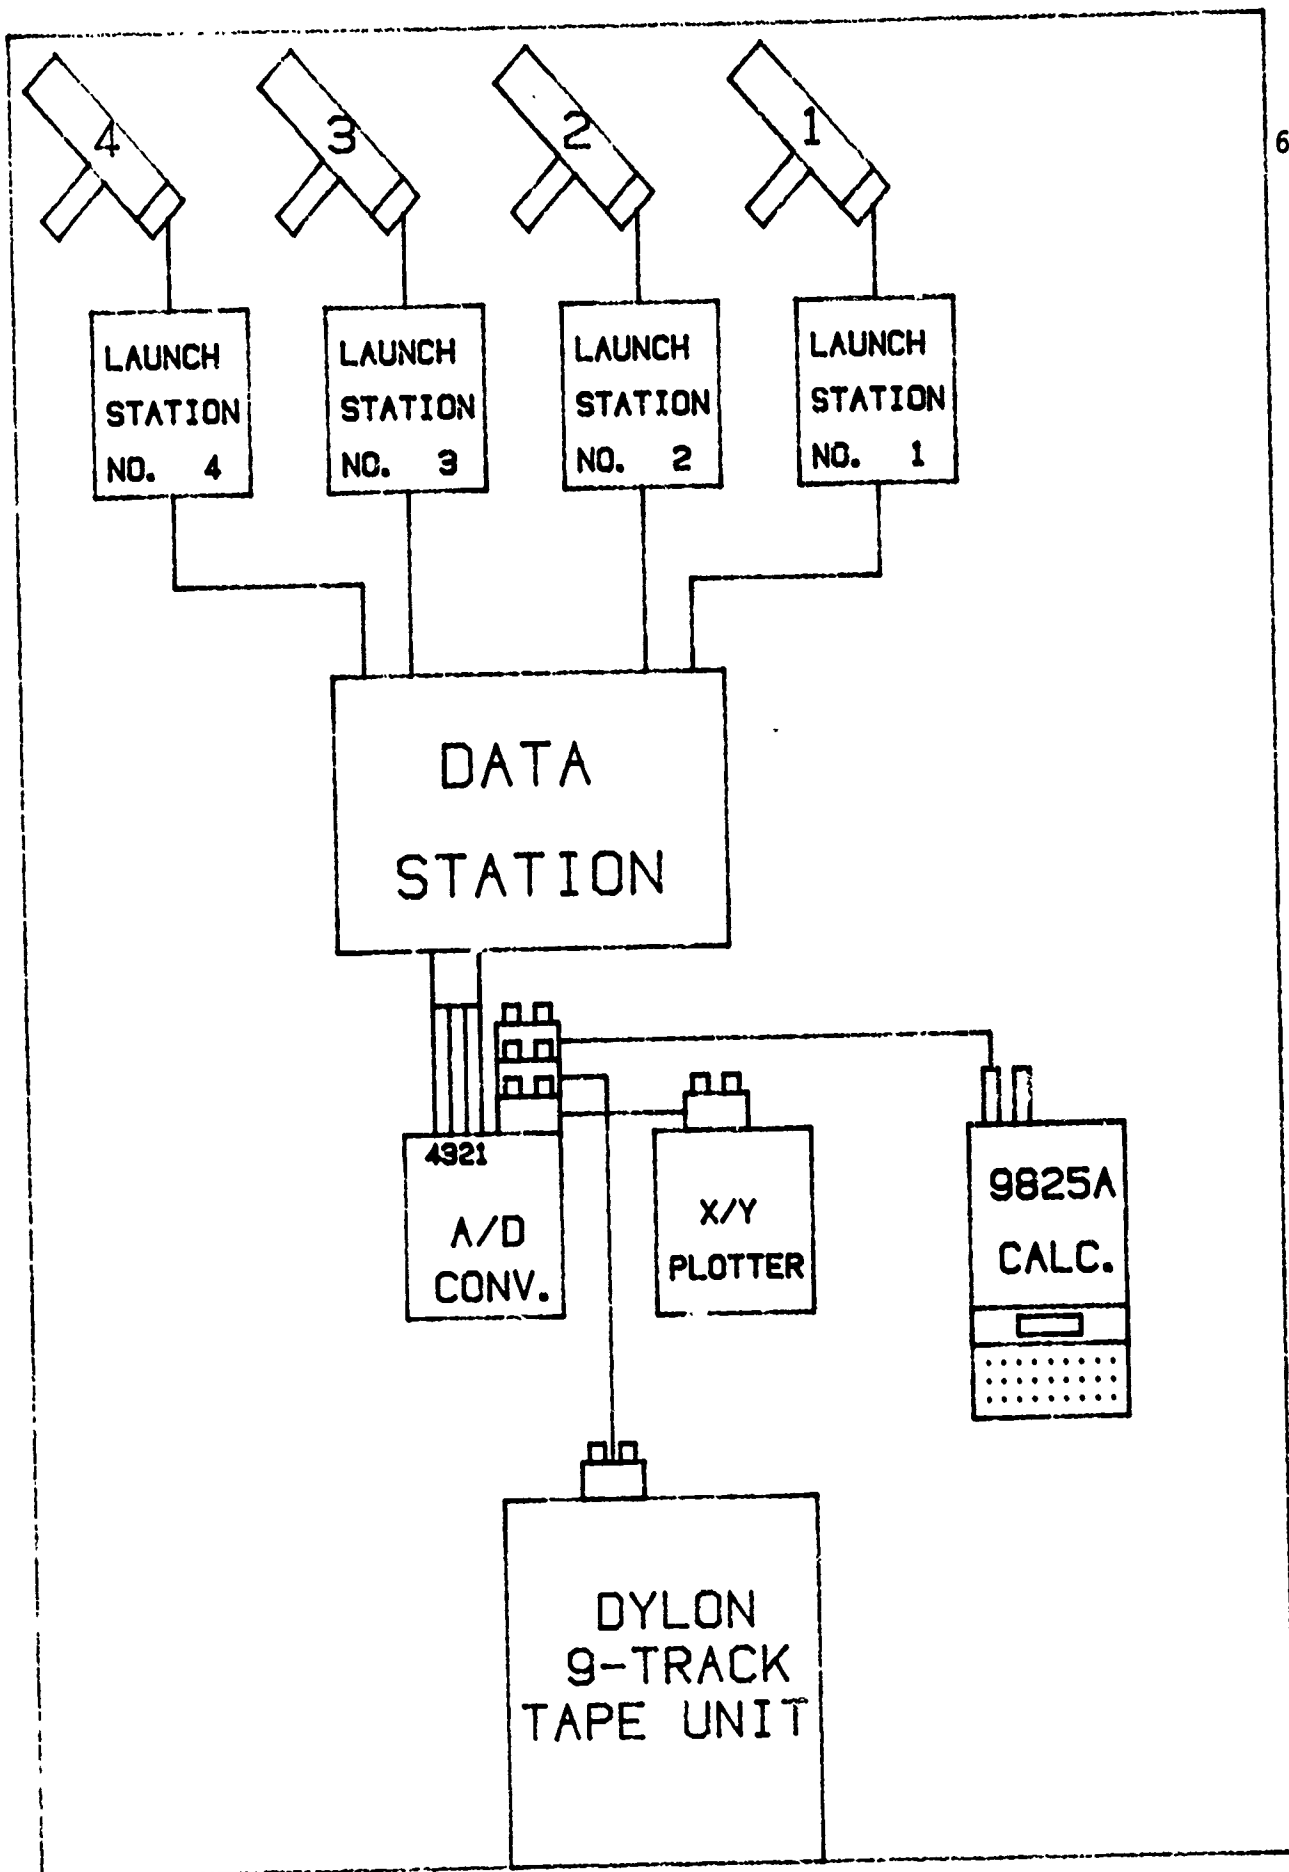 4
3
2
1
6
LAUNCH
STATION
NO. 4
LAUNCH
STATION
NO. 3
LAUNCH
STATION
NO. 2
LAUNCH
STATION
NO. 1
DATA
STATION
4321
A/D
CONV.
X/Y
PLOTTER
9825A
CALC.
DYLON
9-TRACK
TAPE UNIT